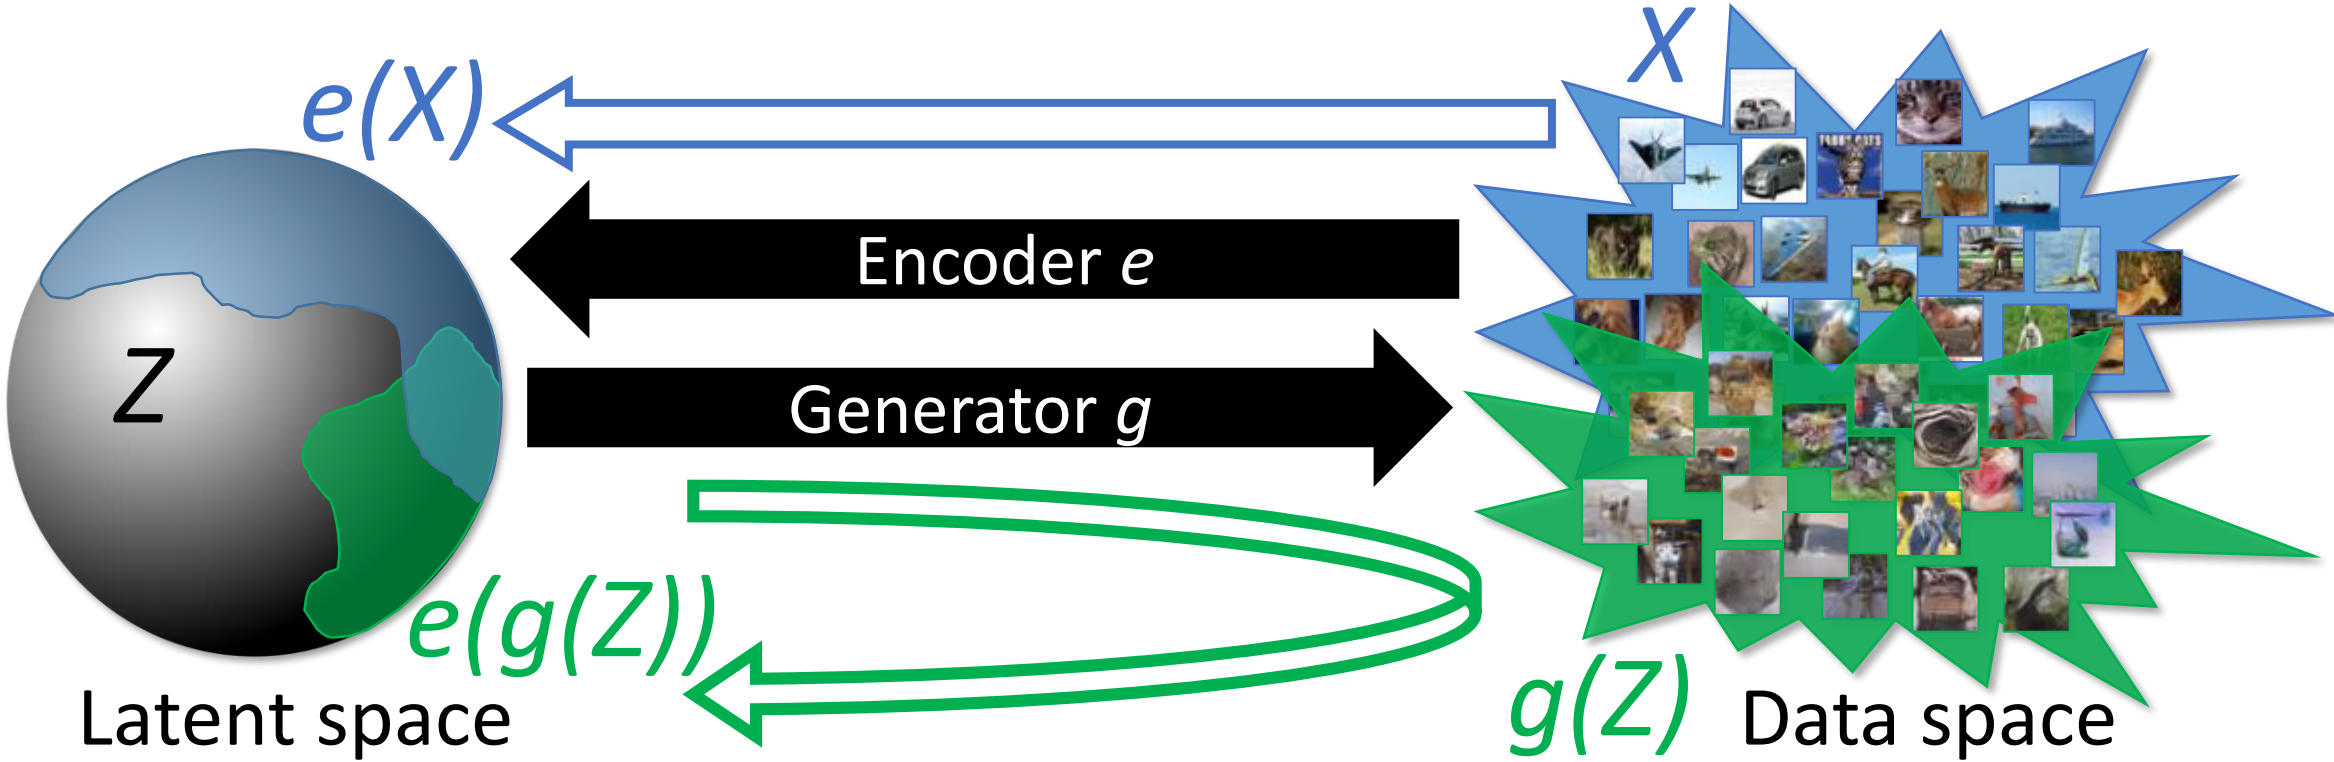 X
e(X)
Encoder e
Z
Generator g
e(g(Z))
g(Z)
Latent space
Data space